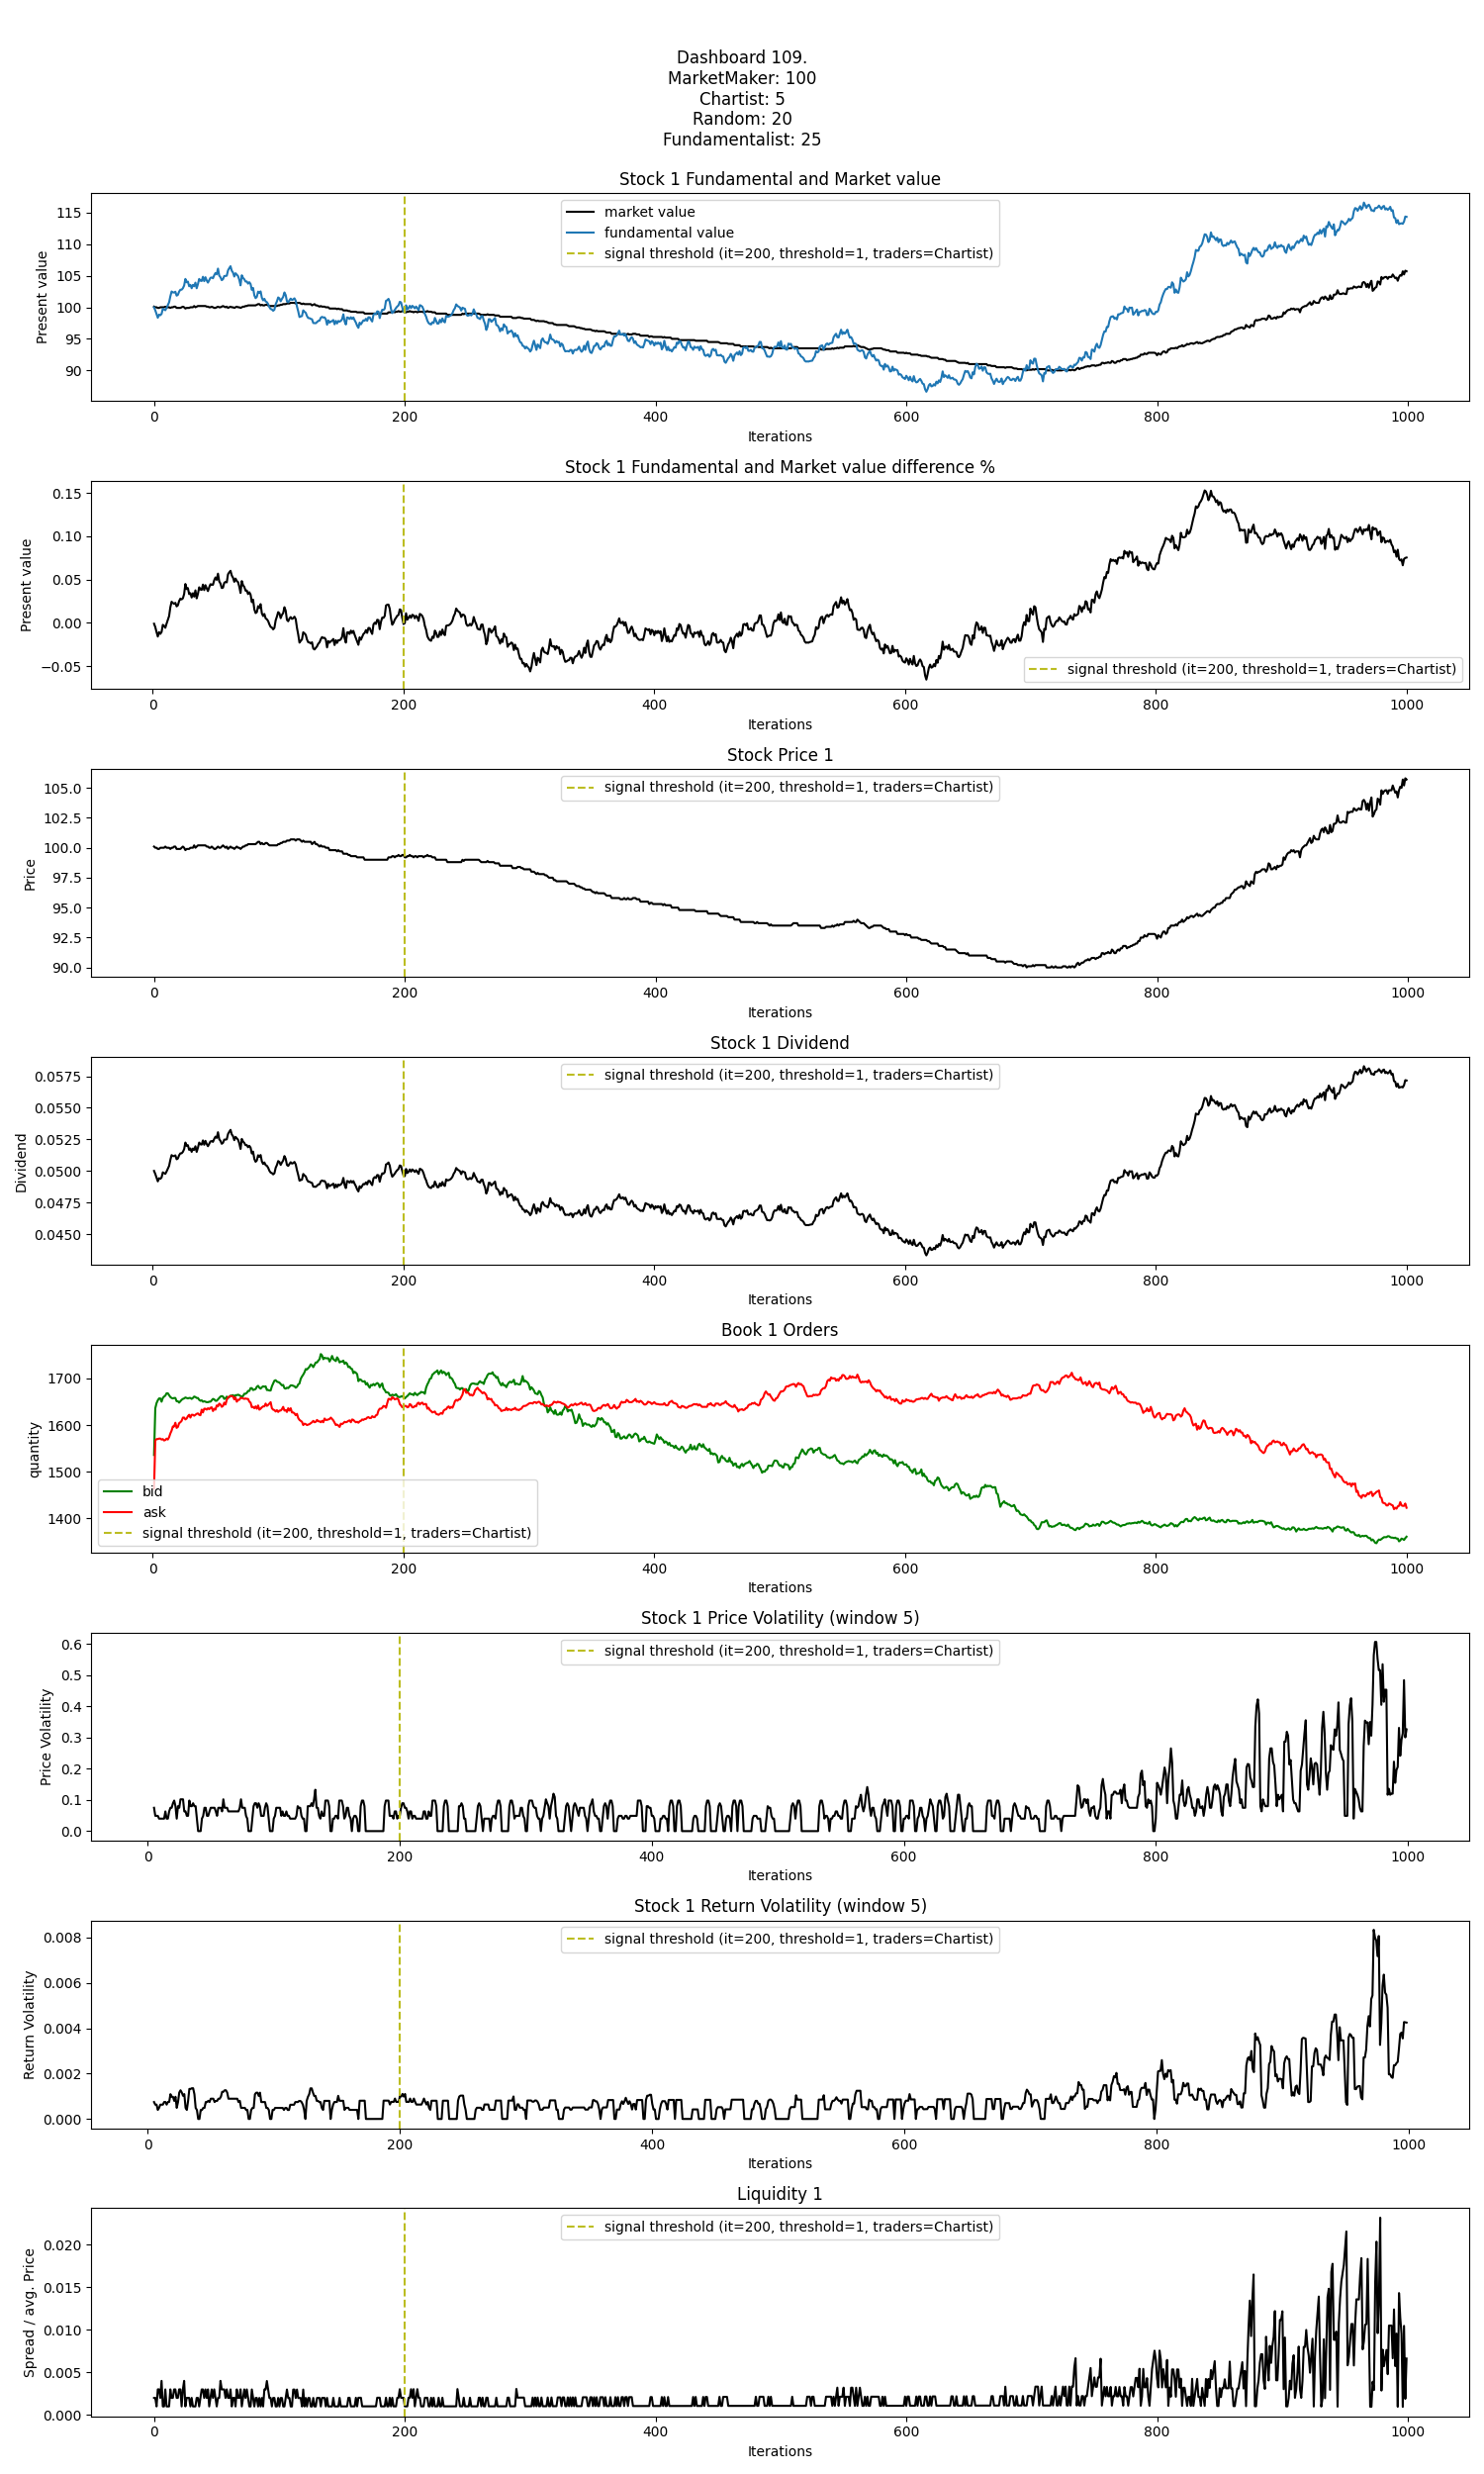 Dashboard 109.
MarketMaker: 100
Chartist: 5
Random: 20
Fundamentalist: 25
Stock 1 Fundamental and Market value
Present value
115
110
105
100
95
90
market value
fundamental value
signal threshold (it=200, threshold=1, traders=Chartist)
0 200 400 600 800 1000
Iterations
Stock 1 Fundamental and Market value difference %
Present value
0.15
0.10
0.05
0.00
−0.05
signal threshold (it=200, threshold=1, traders=Chartist)
0 200 400 600 800 1000
Iterations
Stock Price 1
Price
105.0
102.5
100.0
97.5
95.0
92.5
90.0
signal threshold (it=200, threshold=1, traders=Chartist)
0 200 400 600 800 1000
Iterations
Stock 1 Dividend
Dividend
0.0575
0.0550
0.0525
0.0500
0.0475
0.0450
signal threshold (it=200, threshold=1, traders=Chartist)
0 200 400 600 800 1000
Iterations
Book 1 Orders
quantity
1700
1600
1500
1400
bid
ask
signal threshold (it=200, threshold=1, traders=Chartist)
0 200 400 600 800 1000
Iterations
Stock 1 Price Volatility (window 5)
Price Volatility
0.6
0.5
0.4
0.3
0.2
0.1
0.0
signal threshold (it=200, threshold=1, traders=Chartist)
0 200 400 600 800 1000
Iterations
Stock 1 Return Volatility (window 5)
Return Volatility
0.008
0.006
0.004
0.002
0.000
signal threshold (it=200, threshold=1, traders=Chartist)
0 200 400 600 800 1000
Iterations
Liquidity 1
Spread / avg. Price
0.020
0.015
0.010
0.005
0.000
signal threshold (it=200, threshold=1, traders=Chartist)
0 200 400 600 800 1000
Iterations